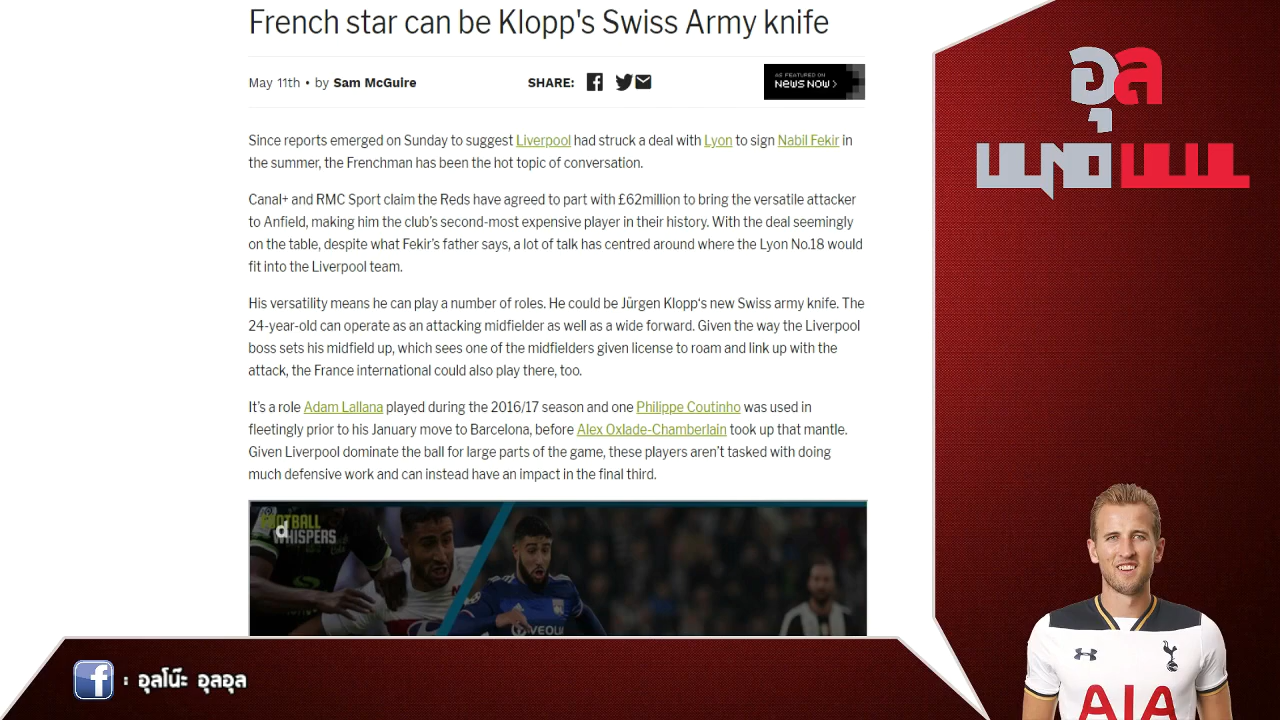 French star can be Klopp's Swiss Army knife
May 11th • by Sam McGuire
SHARE:
AS FEATURED ON
NEWS NOW >
Since reports emerged on Sunday to suggest Liverpool had struck a deal with Lyon to sign Nabil Fekir in
the summer, the Frenchman has been the hot topic of conversation.
Canal+ and RMC Sport claim the Reds have agreed to part with £62million to bring the versatile attacker
to Anfield, making him the club's second-most expensive player in their history. With the deal seemingly
on the table, despite what Fekir's father says, a lot of talk has centred around where the Lyon No.18 would
fit into the Liverpool team.
His versatility means he can play a number of roles. He could be Jürgen Klopp's new Swiss army knife. The
24-year-old can operate as an attacking midfielder as well as a wide forward. Given the way the Liverpool
boss sets his midfield up, which sees one of the midfielders given license to roam and link up with the
attack, the France international could also play there, too.
It's a role Adam Lallana played during the 2016/17 season and one Philippe Coutinho was used in
fleetingly prior to his January move to Barcelona, before Alex Oxlade-Chamberlain took up that mantle.
Given Liverpool dominate the ball for large parts of the game, these players aren't tasked with doing
much defensive work and can instead have an impact in the final third.
FOOTBALL
WHISPERS
d
VEOLIA
อุล
AIA
f : อุลโน๊ะ อุลอุล